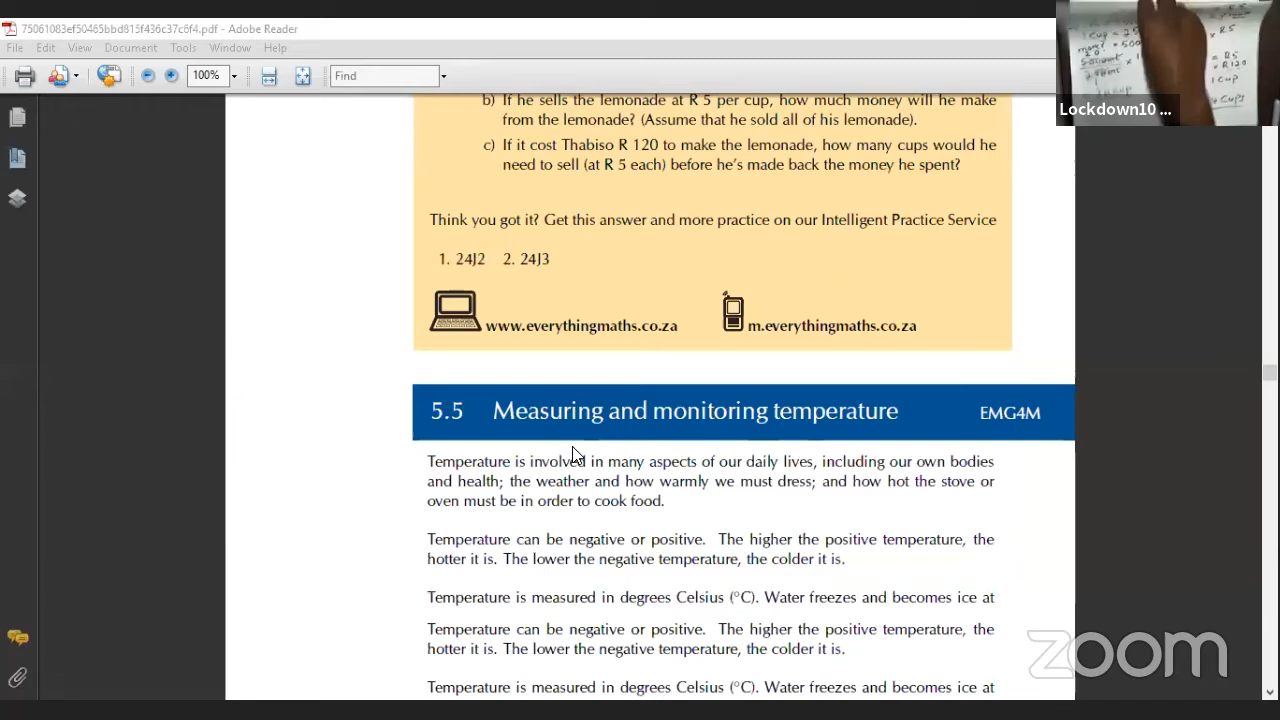 75061083ef50465bbd815f436c37c6f4.pdf - Adobe Reader
File Edit View Document Tools Window Help
100%
Find
b) If he sells the lemonade at R 5 per cup, how much money will he make
from the lemonade? (Assume that he sold all of his lemonade).
c) If it cost Thabiso R 120 to make the lemonade, how many cups would he
need to sell (at R 5 each) before he's made back the money he spent?
Think you got it? Get this answer and more practice on our Intelligent Practice Service
1. 24J2 2. 24J3
www.everythingmaths.co.za m.everythingmaths.co.za
5.5 Measuring and monitoring temperature EMG4M
Temperature is involved in many aspects of our daily lives, including our own bodies
and health; the weather and how warmly we must dress; and how hot the stove or
oven must be in order to cook food.
Temperature can be negative or positive. The higher the positive temperature, the
hotter it is. The lower the negative temperature, the colder it is.
Temperature is measured in degrees Celsius (°C). Water freezes and becomes ice at
Temperature can be negative or positive. The higher the positive temperature, the
hotter it is. The lower the negative temperature, the colder it is.
Temperature is measured in degrees Celsius (°C). Water freezes and becomes ice at
1 Cup
× R5
= R5
R120
1 Cup
Cups
Lockdown10 ...
zoom